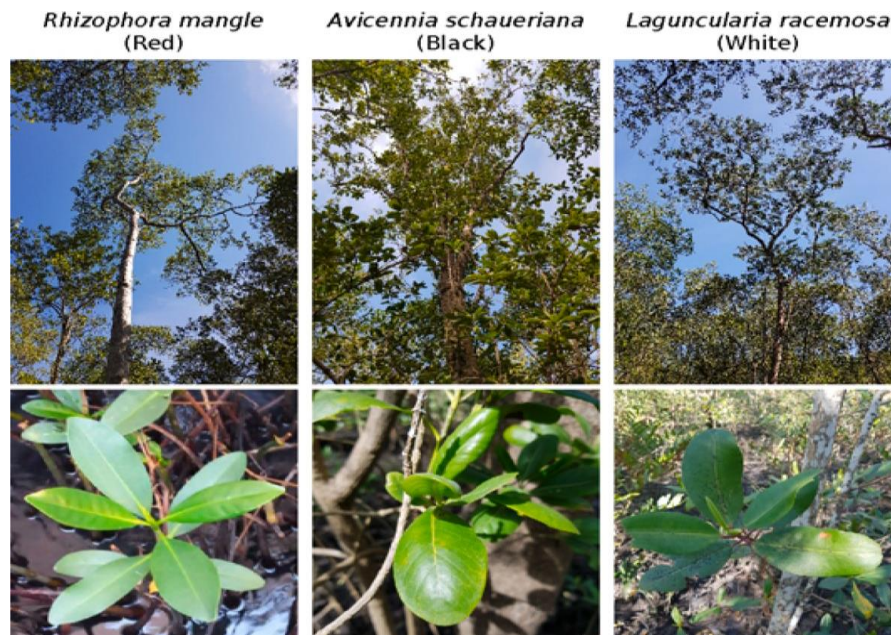 Rhizophora mangle
(Red)
Avicennia schaueriana
(Black)
Laguncularia racemosa
(White)